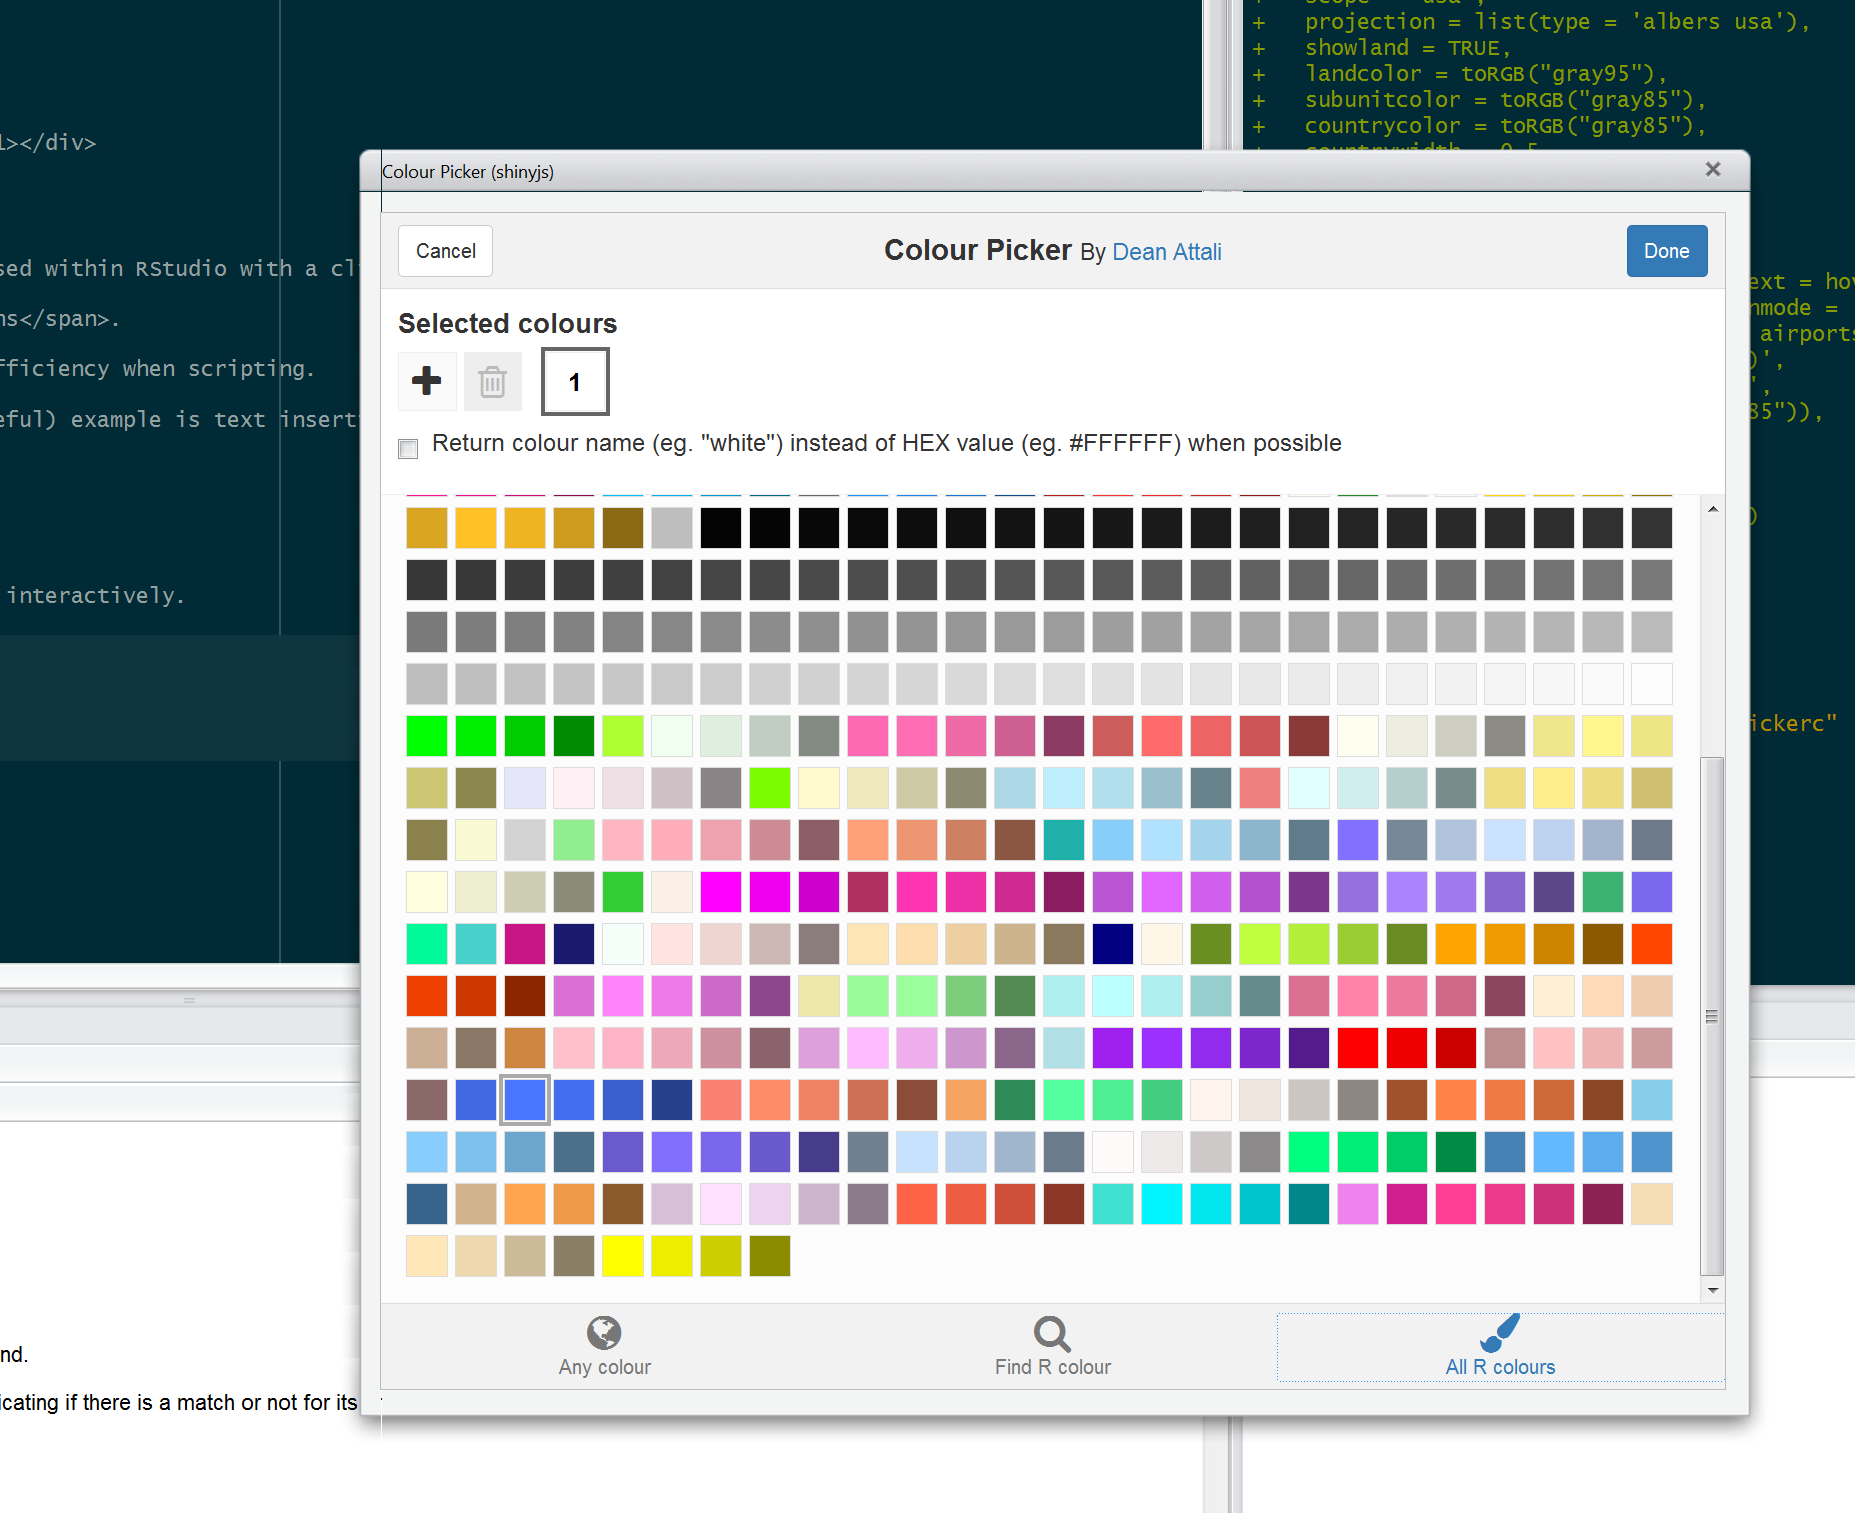 +   projection = list(type = 'albers usa'),
+   showland = TRUE,
+   landcolor = toRGB("gray95"),
+   subunitcolor = toRGB("gray85"),
+   countrycolor = toRGB("gray85"),
></div>
Colour Picker (shinyjs)
Cancel
Colour Picker By Dean Attali
Done
sed within RStudio with a cl
ext = hov
ns</span>.
nmode =
Selected colours
airports
fficiency when scripting.
)',
1
',
eful) example is text insert
85")),
Return colour name (eg. "white") instead of HEX value (eg. #FFFFFF) when possible
)
interactively.
ickerc"
nd.
Any colour
Find R colour
All R colours
icating if there is a match or not for its